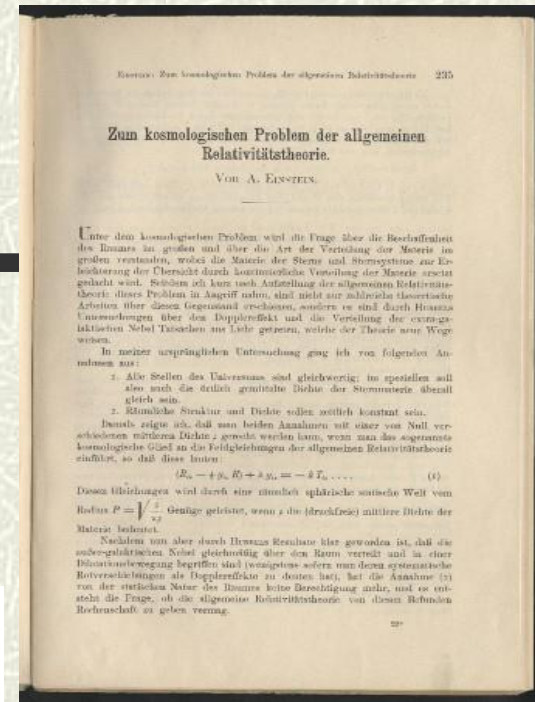 Einstein: Zum kosmologischen Problem der allgemeinen Relativitätstheorie 235
Zum kosmologischen Problem der allgemeinen
Relativitätstheorie.
Von A. Einstein.
Unter dem kosmologischen Problem wird die Frage über die Beschaffenheit
des Raumes im großen und über die Art der Verteilung der Materie im
großen verstanden, wobei die Materie der Sterne und Sternsysteme zur Er-
leichterung der Übersicht durch kontinuierliche Verteilung der Materie ersetzt
gedacht wird. Seitdem ich kurz nach Aufstellung der allgemeinen Relativitäts-
theorie dieses Problem in Angriff nahm, sind nicht nur zahlreiche theoretische
Arbeiten über diesen Gegenstand erschienen, sondern es sind durch Hubbels
Untersuchungen über den Dopplereffekt und die Verteilung der extra-ga-
laktischen Nebel Tatsachen ans Licht getreten, welche der Theorie neue Wege
weisen.
In meiner ursprünglichen Untersuchung ging ich von folgenden An-
nahmen aus:
1. Alle Stellen des Universums sind gleichwertig; im speziellen soll
also auch die örtlich gemittelte Dichte der Sternmaterie überall
gleich sein.
2. Räumliche Struktur und Dichte sollen zeitlich konstant sein.
Damals zeigte ich, daß man beiden Annahmen mit einer von Null ver-
schiedenen mittleren Dichte ρ gerecht werden kann, wenn man das sogenannte
kosmologische Glied in die Feldgleichungen der allgemeinen Relativitätstheorie
einführt, so daß diese lauten:
Diesen Gleichungen wird durch eine räumlich sphärische statische Welt vom
Radius P = Genüge geleistet, wenn ρ die (druckfreie) mittlere Dichte der
Materie bedeutet.
Nachdem nun aber durch Hubbels Resultate klar geworden ist, daß die
außer-galaktischen Nebel gleichmäßig über den Raum verteilt und in einer
Dilatationsbewegung begriffen sind (wenigstens sofern man deren systematische
Rotverschiebungen als Dopplereffekte zu deuten hat), hat die Annahme (2)
von der statischen Natur des Raumes keine Berechtigung mehr, und es ent-
steht die Frage, ob die allgemeine Relativitätstheorie von diesen Befunden
Rechenschaft zu geben vermag.